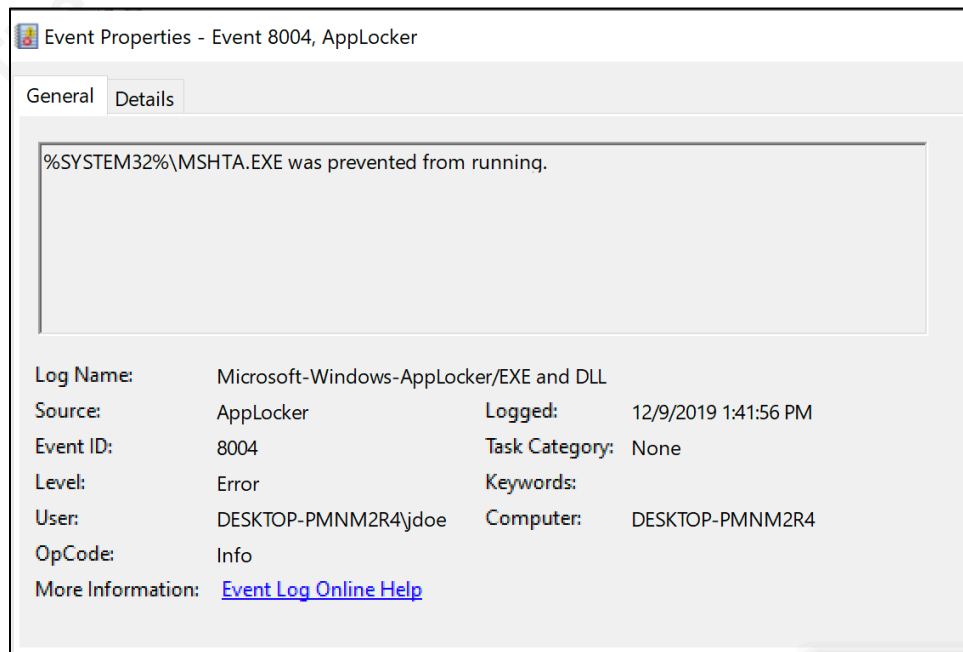 Event Properties - Event 8004, AppLocker
General Details
%SYSTEM32%\MSHTA.EXE was prevented from running.
Log Name: Microsoft-Windows-AppLocker/EXE and DLL
Source: AppLocker Logged: 12/9/2019 1:41:56 PM
Event ID: 8004 Task Category: None
Level: Error Keywords:
User: DESKTOP-PMNM2R4\jdoe Computer: DESKTOP-PMNM2R4
OpCode: Info
More Information: Event Log Online Help